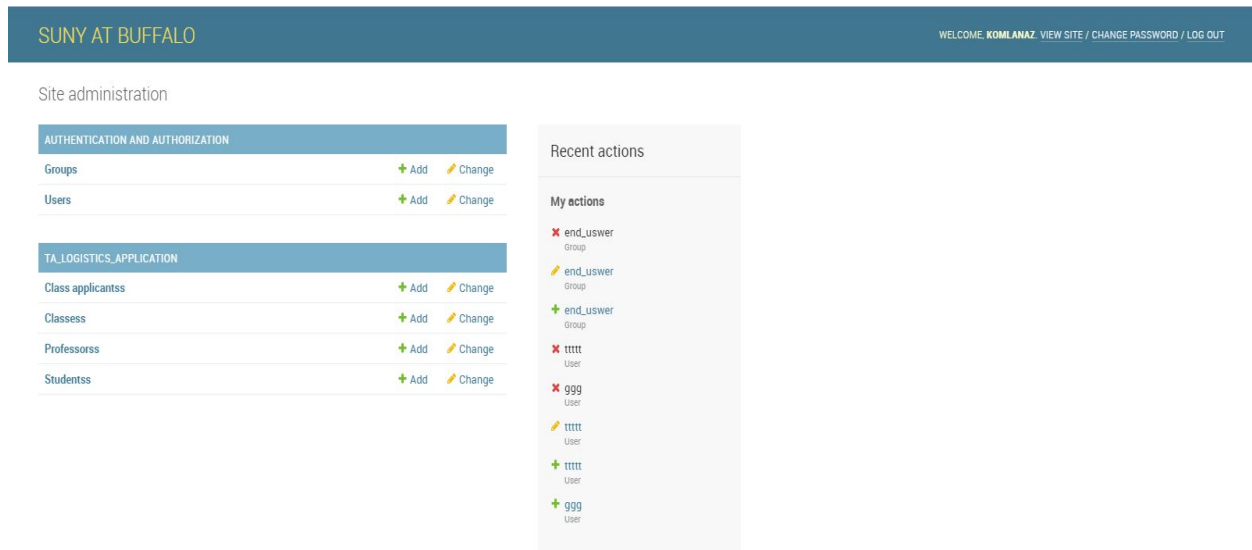 SUNY AT BUFFALO
WELCOME, KOMLANAZ. VIEW SITE / CHANGE PASSWORD / LOG OUT
Site administration
AUTHENTICATION AND AUTHORIZATION
Groups Add Change
Users Add Change
TA_LOGISTICS_APPLICATION
Class applicantss Add Change
Classess Add Change
Professorss Add Change
Studentss Add Change
Recent actions
My actions
end_uswer
Group
end_uswer
Group
end_uswer
Group
ttttt
User
ggg
User
ttttt
User
ttttt
User
ggg
User